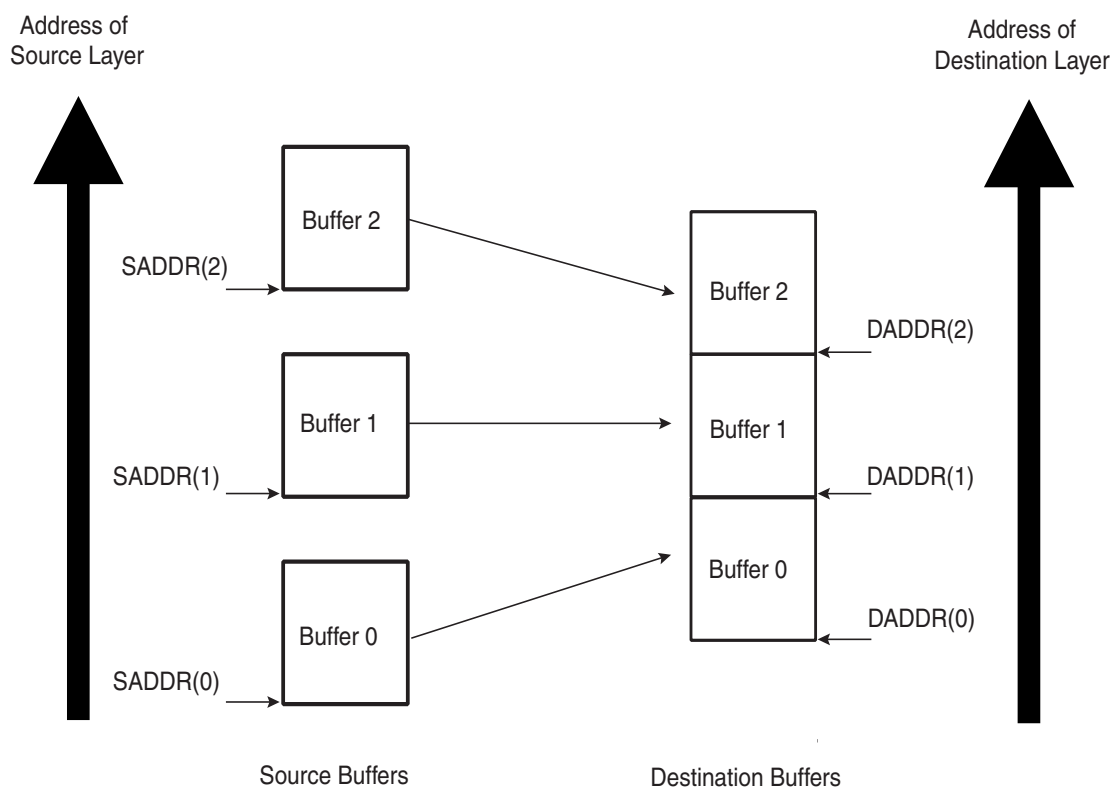 Address of
Source Layer
Address of
Destination Layer
Buffer 2
SADDR(2)
Buffer 2
DADDR(2)
Buffer 1
Buffer 1
SADDR(1)
DADDR(1)
Buffer 0
Buffer 0
DADDR(0)
SADDR(0)
Source Buffers
Destination Buffers